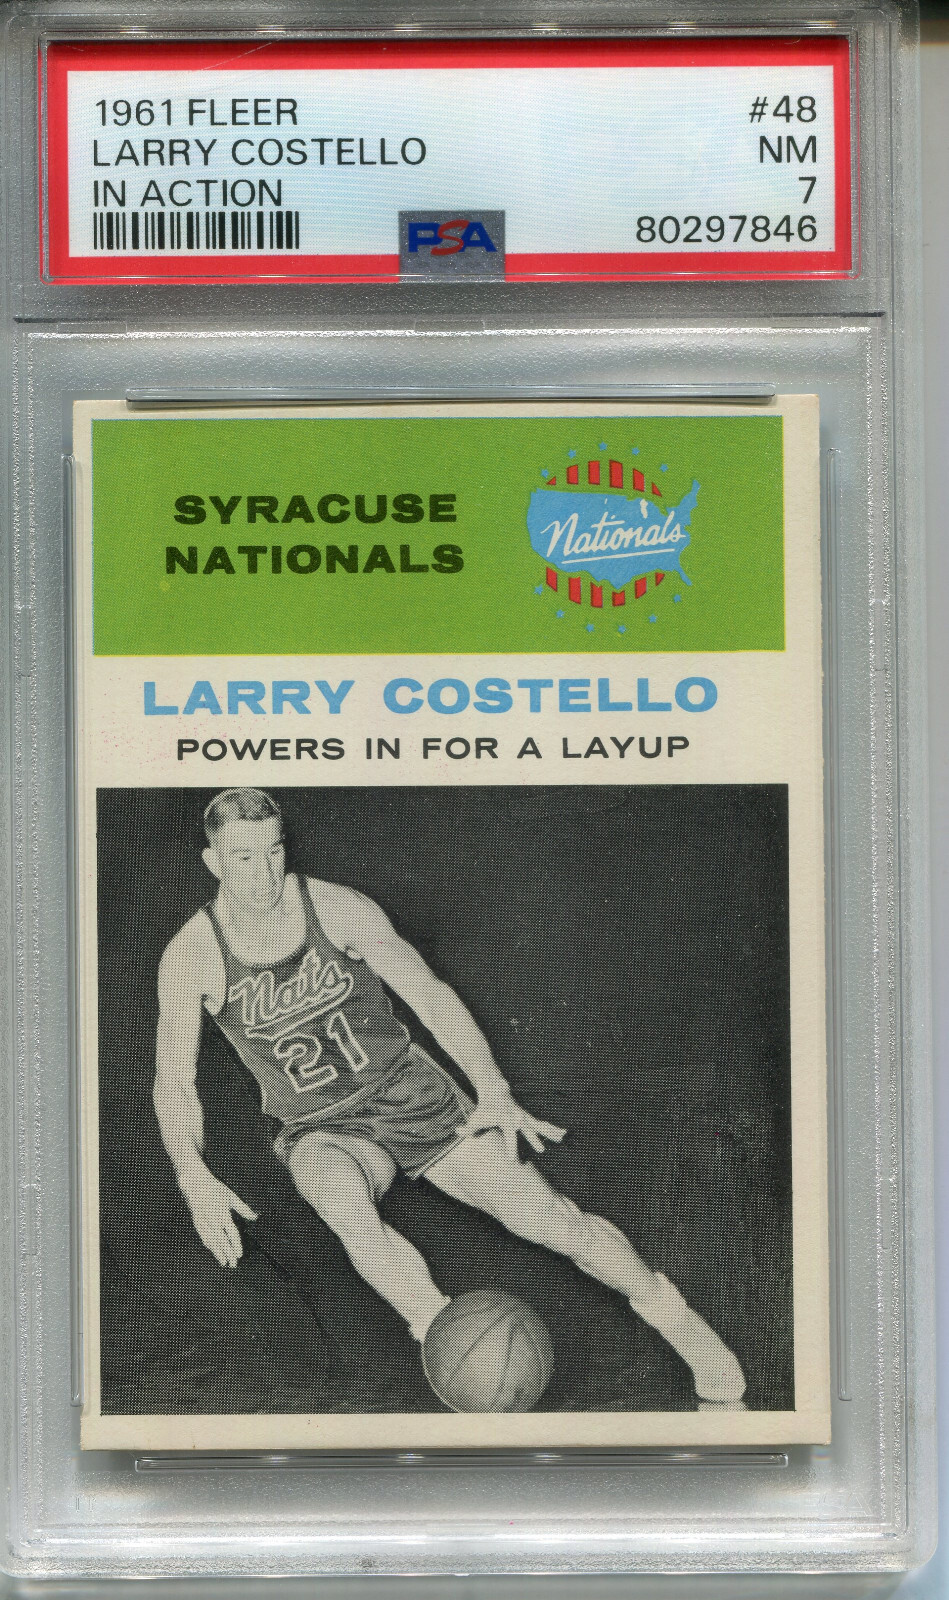 1961 FLEER #48
LARRY COSTELLO NM
IN ACTION 7
PSA 80297846
SYRACUSE
NATIONALS
Nationals
LARRY COSTELLO
POWERS IN FOR A LAYUP
Nats
21